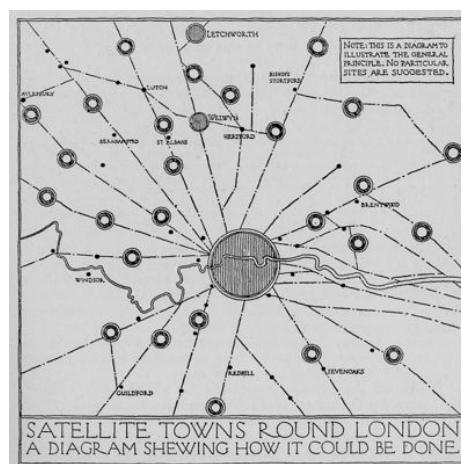 LETCHWORTH
NOTE: THIS IS A DIAGRAM TO
ILLUSTRATE THE GENERAL
PRINCIPLE. NO PARTICULAR
SITES ARE SUGGESTED.
BISHOPS
STORTFORD
AYLESBURY
LUTON
WELWYN
HERTFORD
BERKHAMSTED
ST ALBANS
BRENTWOOD
WINDSOR
REDHILL
SEVENOAKS
GUILDFORD
SATELLITE TOWNS ROUND LONDON
A DIAGRAM SHEWING HOW IT COULD BE DONE.